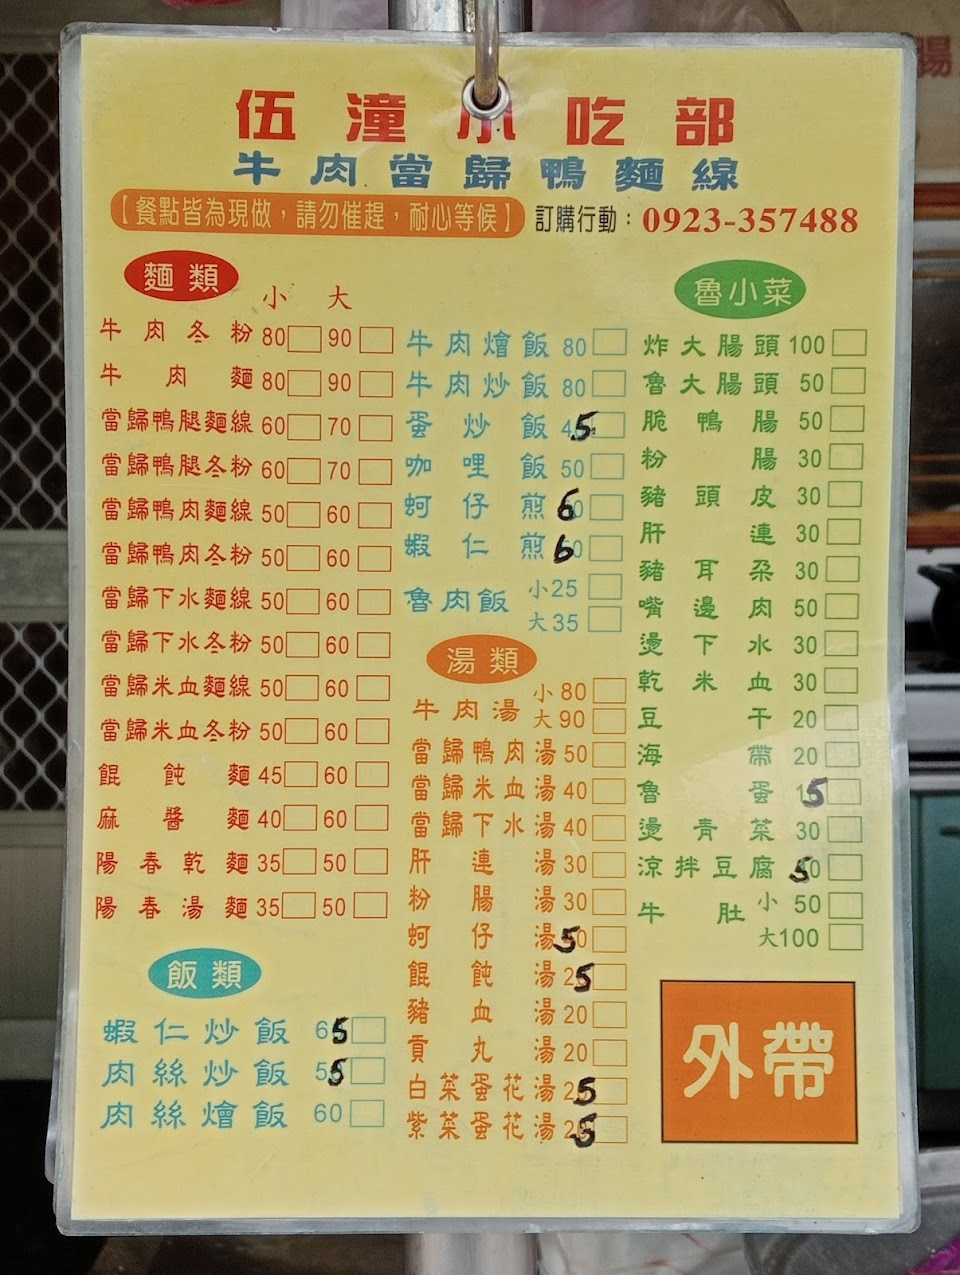 伍潼小吃部
牛肉當歸鴨麵線
【餐點皆為現做，請勿催趕，耐心等候】 訂購行動：0923-357488
麵類
小 大
牛肉冬粉 80 90
牛肉麵 80 90
當歸鴨腿麵線 60 70
當歸鴨腿冬粉 60 70
當歸鴨肉麵線 50 60
當歸鴨肉冬粉 50 60
當歸下水麵線 50 60
當歸下水冬粉 50 60
當歸米血麵線 50 60
當歸米血冬粉 50 60
餛飩麵 45 60
麻醬麵 40 60
陽春乾麵 35 50
陽春湯麵 35 50
飯類
蝦仁炒飯 65
肉絲炒飯 55
肉絲燴飯 60
牛肉燴飯 80
牛肉炒飯 80
蛋炒飯 45
咖哩飯 50
蚵仔煎 60
蝦仁煎 60
魯肉飯 小25
大35
湯類
牛肉湯 小80
大90
當歸鴨肉湯 50
當歸米血湯 40
當歸下水湯 40
肝連湯 30
粉腸湯 30
蚵仔湯 50
餛飩湯 25
豬血湯 20
貢丸湯 20
白菜蛋花湯 25
紫菜蛋花湯 25
魯小菜
炸大腸頭 100
魯大腸頭 50
脆鴨腸 50
粉腸 30
豬頭皮 30
肝連 30
豬耳朵 30
嘴邊肉 50
燙下水 30
乾米血 30
豆干 20
海帶 20
魯蛋 15
燙青菜 30
涼拌豆腐 50
牛肚 小 50
大100
外帶
腸